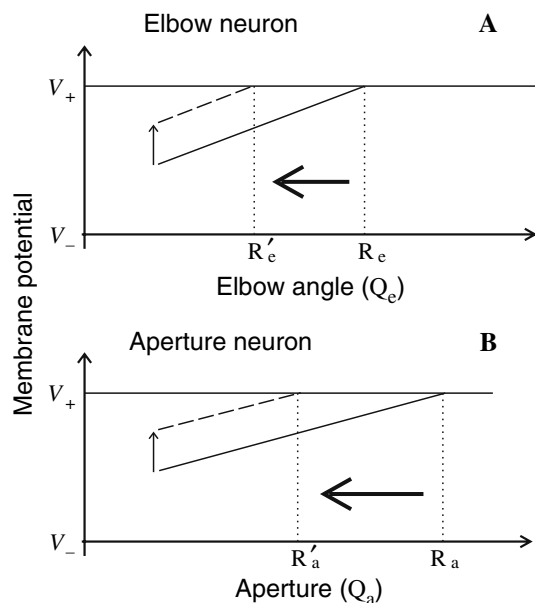 Elbow neuron A
V+
V−
R′e Re
Elbow angle (Qe)
Membrane potential
Aperture neuron B
V+
V−
R′a Ra
Aperture (Qa)